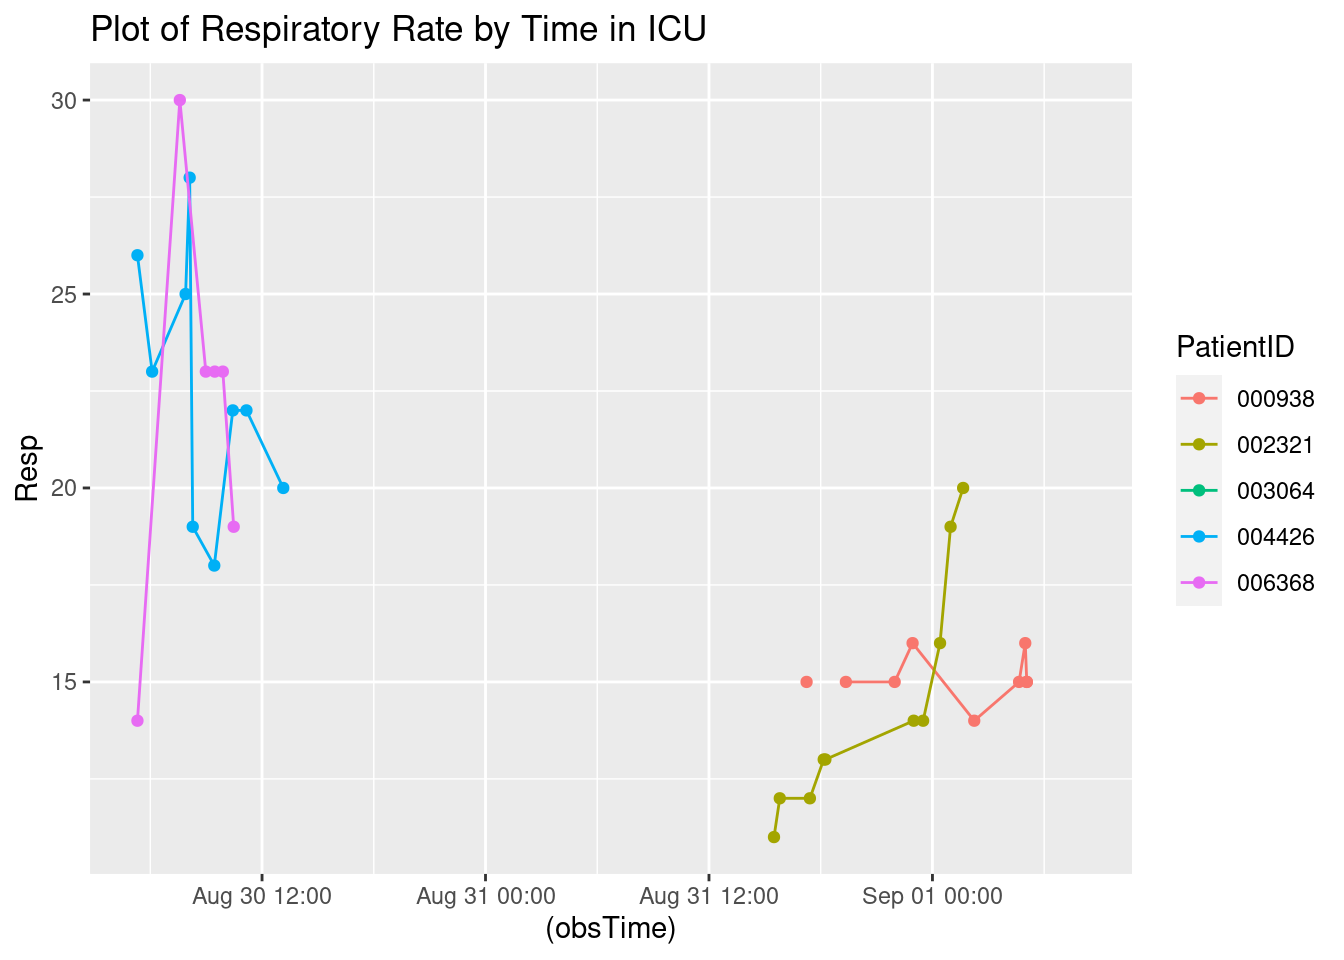 Plot of Respiratory Rate by Time in ICU
30
25
20
15
Resp
Aug 30 12:00
Aug 31 00:00
Aug 31 12:00
Sep 01 00:00
(obsTime)
PatientID
000938
002321
003064
004426
006368